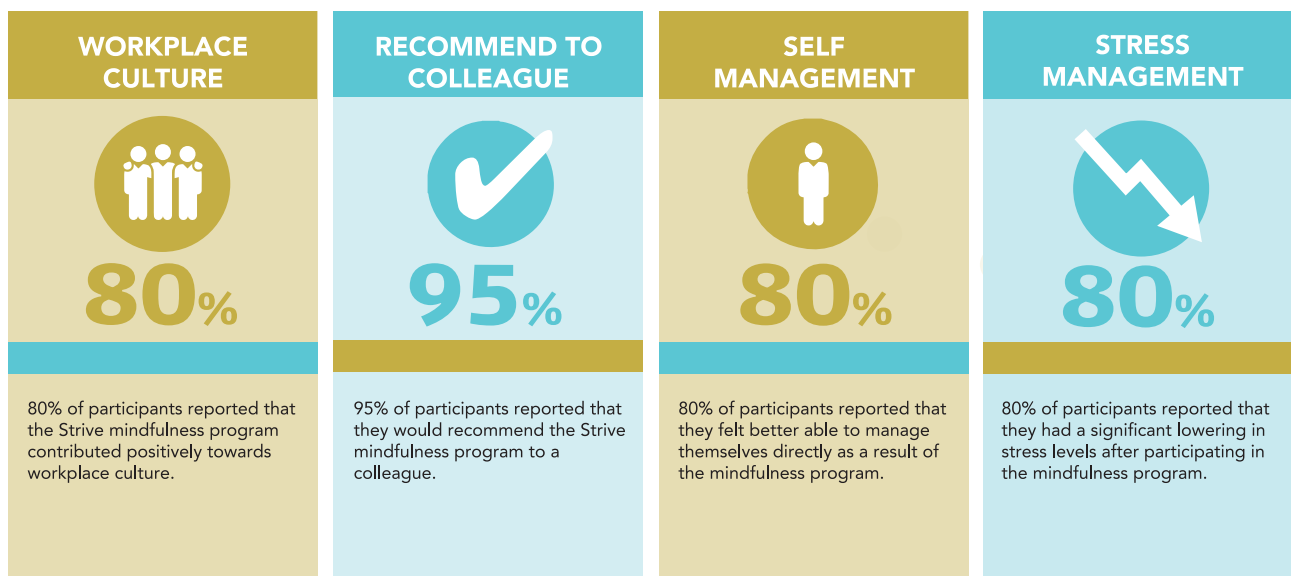 WORKPLACE
CULTURE
80%
80% of participants reported that
the Strive mindfulness program
contributed positively towards
workplace culture.
RECOMMEND TO
COLLEAGUE
95%
95% of participants reported that
they would recommend the Strive
mindfulness program to a
colleague.
SELF
MANAGEMENT
80%
80% of participants reported that
they felt better able to manage
themselves directly as a result of
the mindfulness program.
STRESS
MANAGEMENT
80%
80% of participants reported that
they had a significant lowering in
stress levels after participating in
the mindfulness program.